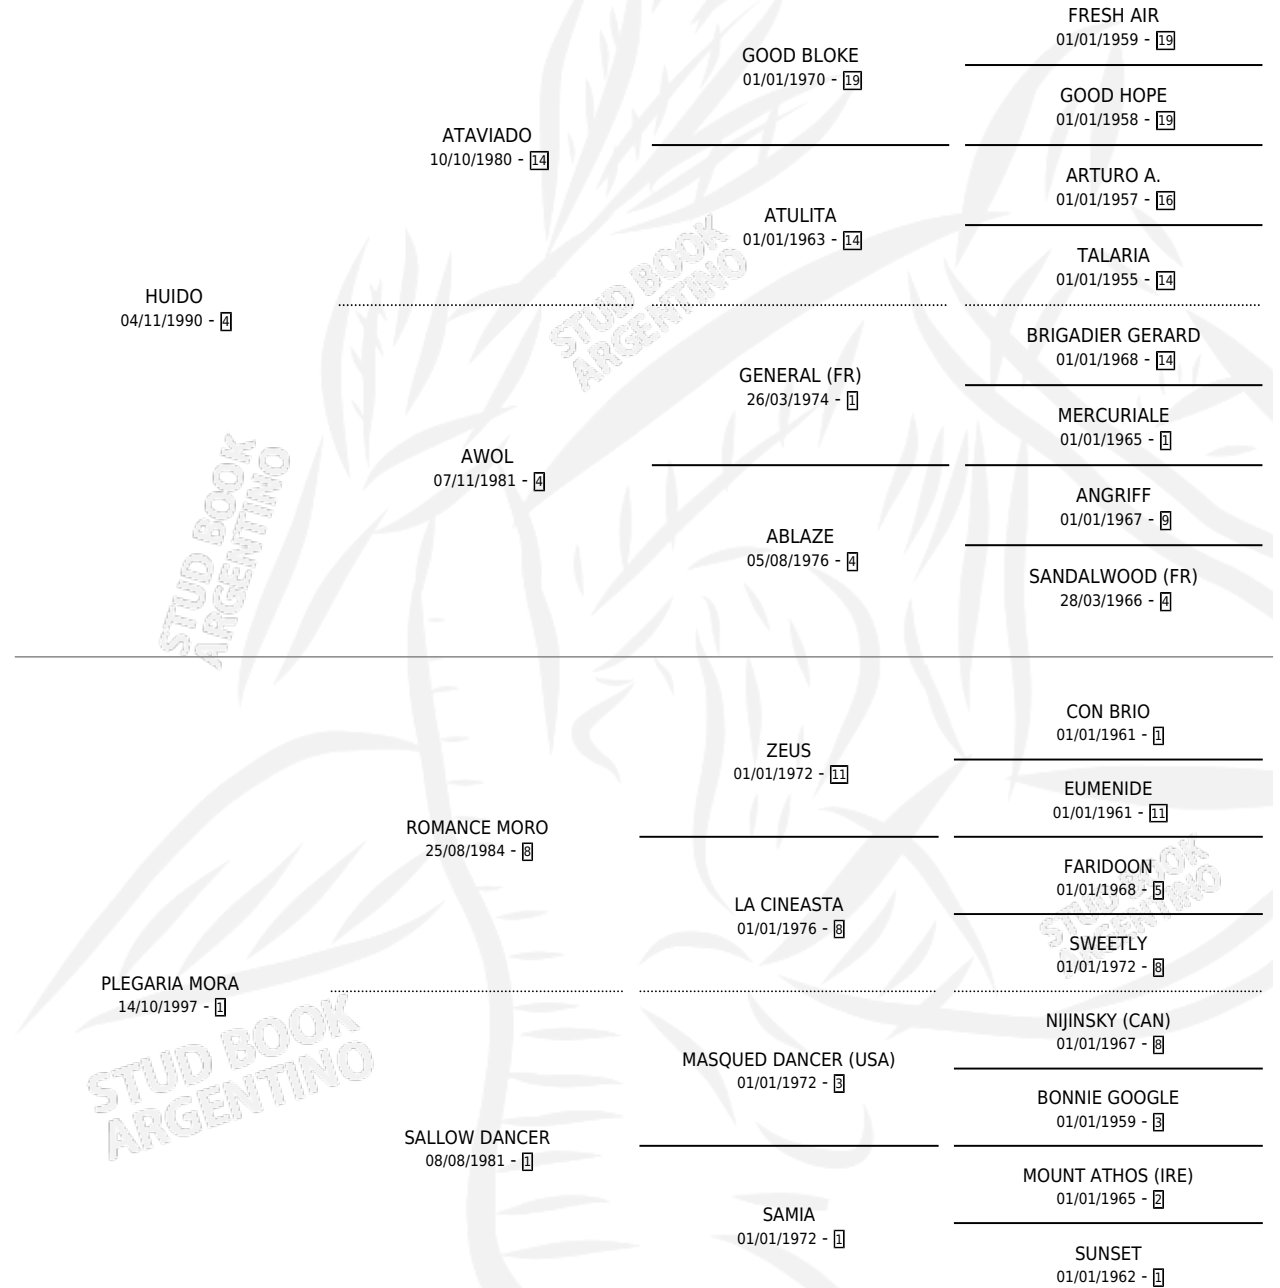 FRESH AIR
01/01/1959 - 19
GOOD BLOKE
01/01/1970 - 19
GOOD HOPE
01/01/1958 - 19
ATAVIADO
10/10/1980 - 14
ARTURO A.
01/01/1957 - 16
ATULITA
01/01/1963 - 14
TALARIA
01/01/1955 - 14
HUIDO
04/11/1990 - 4
BRIGADIER GERARD
01/01/1968 - 14
GENERAL (FR)
26/03/1974 - 1
MERCURIALE
01/01/1965 - 1
AWOL
07/11/1981 - 4
ANGRIFF
01/01/1967 - 9
ABLAZE
05/08/1976 - 4
SANDALWOOD (FR)
28/03/1966 - 4
STUD BOOK
ARGENTINO
STUD BOOK
ARGENTINO
CON BRIO
01/01/1961 - 1
ZEUS
01/01/1972 - 11
EUMENIDE
01/01/1961 - 11
ROMANCE MORO
25/08/1984 - 8
FARIDOON
01/01/1968 - 5
LA CINEASTA
01/01/1976 - 8
SWEETLY
01/01/1972 - 8
STUD BOOK
ARGENTINO
PLEGARIA MORA
14/10/1997 - 1
NIJINSKY (CAN)
01/01/1967 - 8
MASQUED DANCER (USA)
01/01/1972 - 3
BONNIE GOOGLE
01/01/1959 - 3
SALLOW DANCER
08/08/1981 - 1
MOUNT ATHOS (IRE)
01/01/1965 - 2
SAMIA
01/01/1972 - 1
SUNSET
01/01/1962 - 1
STUD BOOK
ARGENTINO